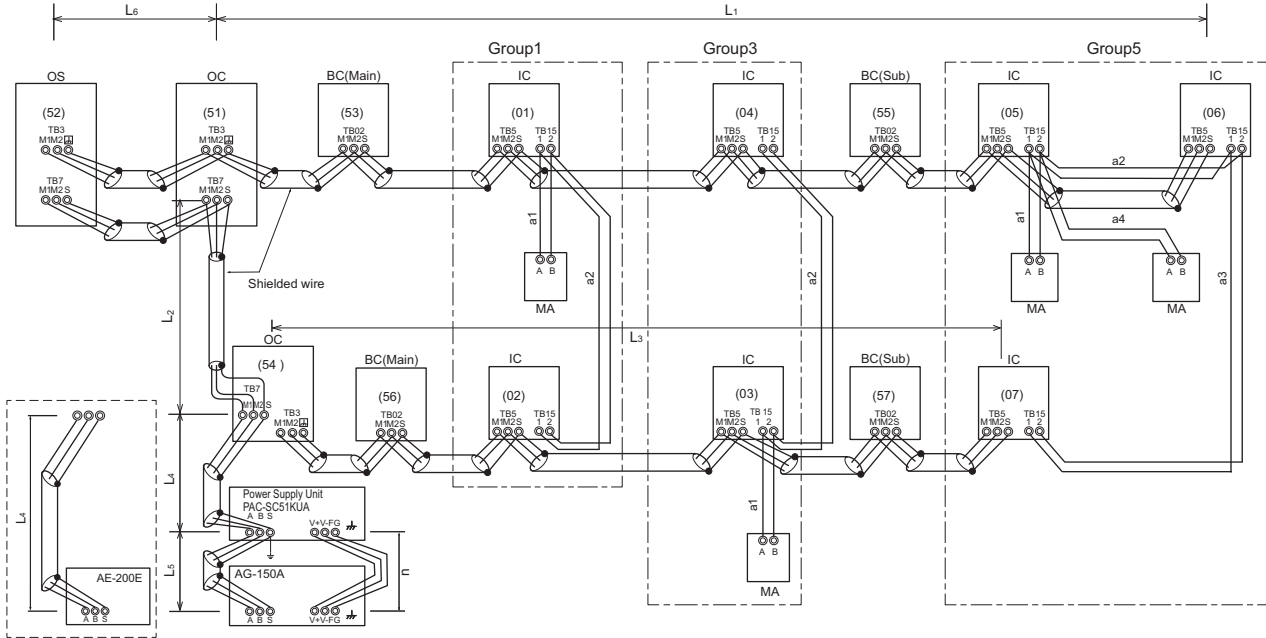 L6
L1
Group1
Group3
Group5
OS
OC
BC(Main)
IC
IC
BC(Sub)
IC
IC
(52)
(51)
(53)
(01)
(04)
(55)
(05)
(06)
TB3
M1M2
TB3
M1M2
TB02
M1M2S
TB5
M1M2S
TB15
1 2
TB5
M1M2S
TB15
1 2
TB02
M1M2S
TB5
M1M2S
TB15
1 2
TB5
M1M2S
TB15
1 2
a2
TB7
M1M2S
TB7
M1M2 S
a1
a1
a4
Shielded wire
A B
MA
A B
MA
A B
MA
a2
a2
a3
L2
L3
OC
BC(Main)
IC
IC
BC(Sub)
IC
(54 )
(56)
(02)
(03)
(57)
(07)
TB7
M1M2 S
TB3
M1M2
TB02
M1M2S
TB5
M1M2S
TB15
1 2
TB5
M1M2S
TB 15
1 2
TB02
M1M2S
TB5
M1M2S
TB15
1 2
L4
L4
Power Supply Unit
PAC-SC51KUA
A B S
V+V-FG
a1
L5
n
AE-200E
A B S
AG-150A
A B S
V+V-FG
A B
MA